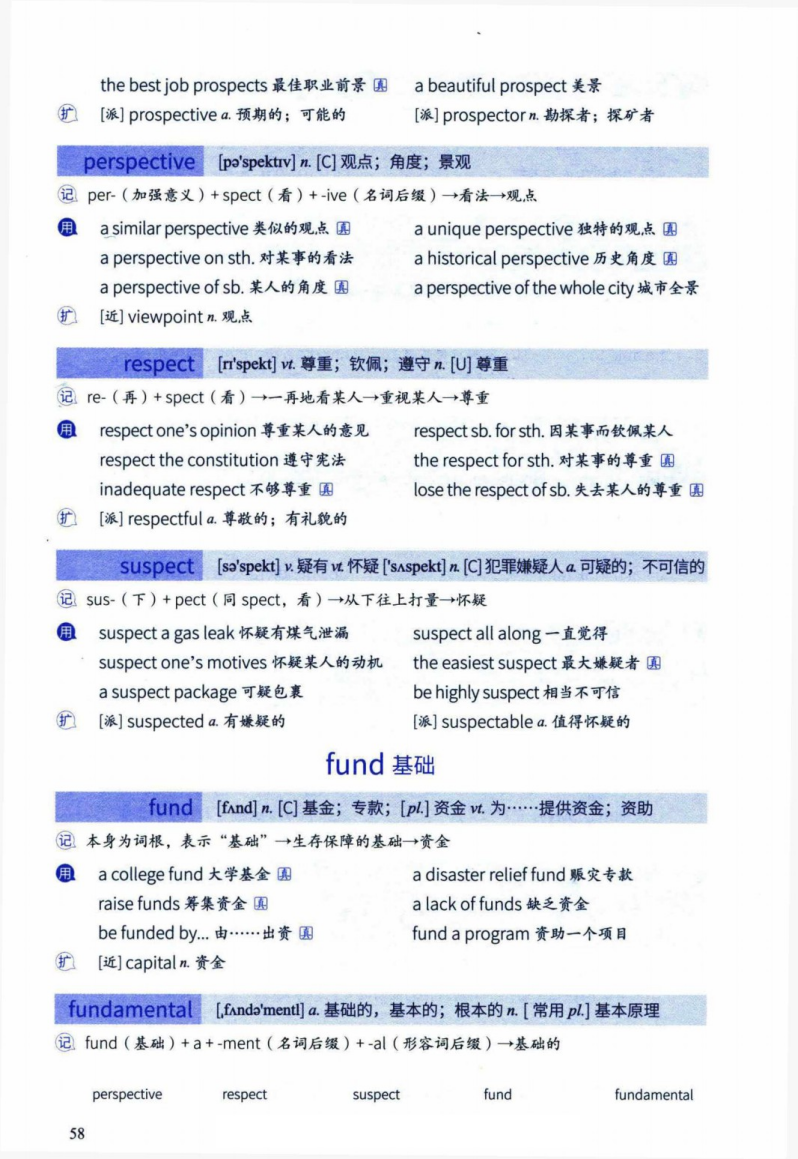 the best job prospects 最佳职业前景 真 a beautiful prospect 美景
扩 [派] prospective a. 预期的；可能的 [派] prospector n. 勘探者；探矿者
perspective [pə'spektɪv] n. [C] 观点；角度；景观
记 per-（加强意义）+ spect（看）+ -ive（名词后缀）→看法→观点
用 a similar perspective 类似的观点 真 a unique perspective 独特的观点 真
a perspective on sth. 对某事的看法 a historical perspective 历史角度 真
a perspective of sb. 某人的角度 真 a perspective of the whole city 城市全景
扩 [近] viewpoint n. 观点
respect [rɪ'spekt] vt. 尊重；钦佩；遵守 n. [U] 尊重
记 re-（再）+ spect（看）→一再地看某人→重视某人→尊重
用 respect one's opinion 尊重某人的意见 respect sb. for sth. 因某事而钦佩某人
respect the constitution 遵守宪法 the respect for sth. 对某事的尊重 真
inadequate respect 不够尊重 真 lose the respect of sb. 失去某人的尊重 真
扩 [派] respectful a. 尊敬的；有礼貌的
suspect [sə'spekt] v. 疑有 vt. 怀疑 ['sʌspekt] n. [C] 犯罪嫌疑人 a. 可疑的；不可信的
记 sus-（下）+ pect（同 spect，看）→从下往上打量→怀疑
用 suspect a gas leak 怀疑有煤气泄漏 suspect all along 一直觉得
suspect one's motives 怀疑某人的动机 the easiest suspect 最大嫌疑者 真
a suspect package 可疑包裹 be highly suspect 相当不可信
扩 [派] suspected a. 有嫌疑的 [派] suspectable a. 值得怀疑的
fund 基础
fund [fʌnd] n. [C] 基金；专款；[pl.] 资金 vt. 为……提供资金；资助
记 本身为词根，表示“基础”→生存保障的基础→资金
用 a college fund 大学基金 真 a disaster relief fund 赈灾专款
raise funds 筹集资金 真 a lack of funds 缺乏资金
be funded by... 由……出资 真 fund a program 资助一个项目
扩 [近] capital n. 资金
fundamental [ˌfʌndə'mentl] a. 基础的，基本的；根本的 n. [ 常用 pl.] 基本原理
记 fund（基础）+ a + -ment（名词后缀）+ -al（形容词后缀）→基础的
perspective respect suspect fund fundamental
58